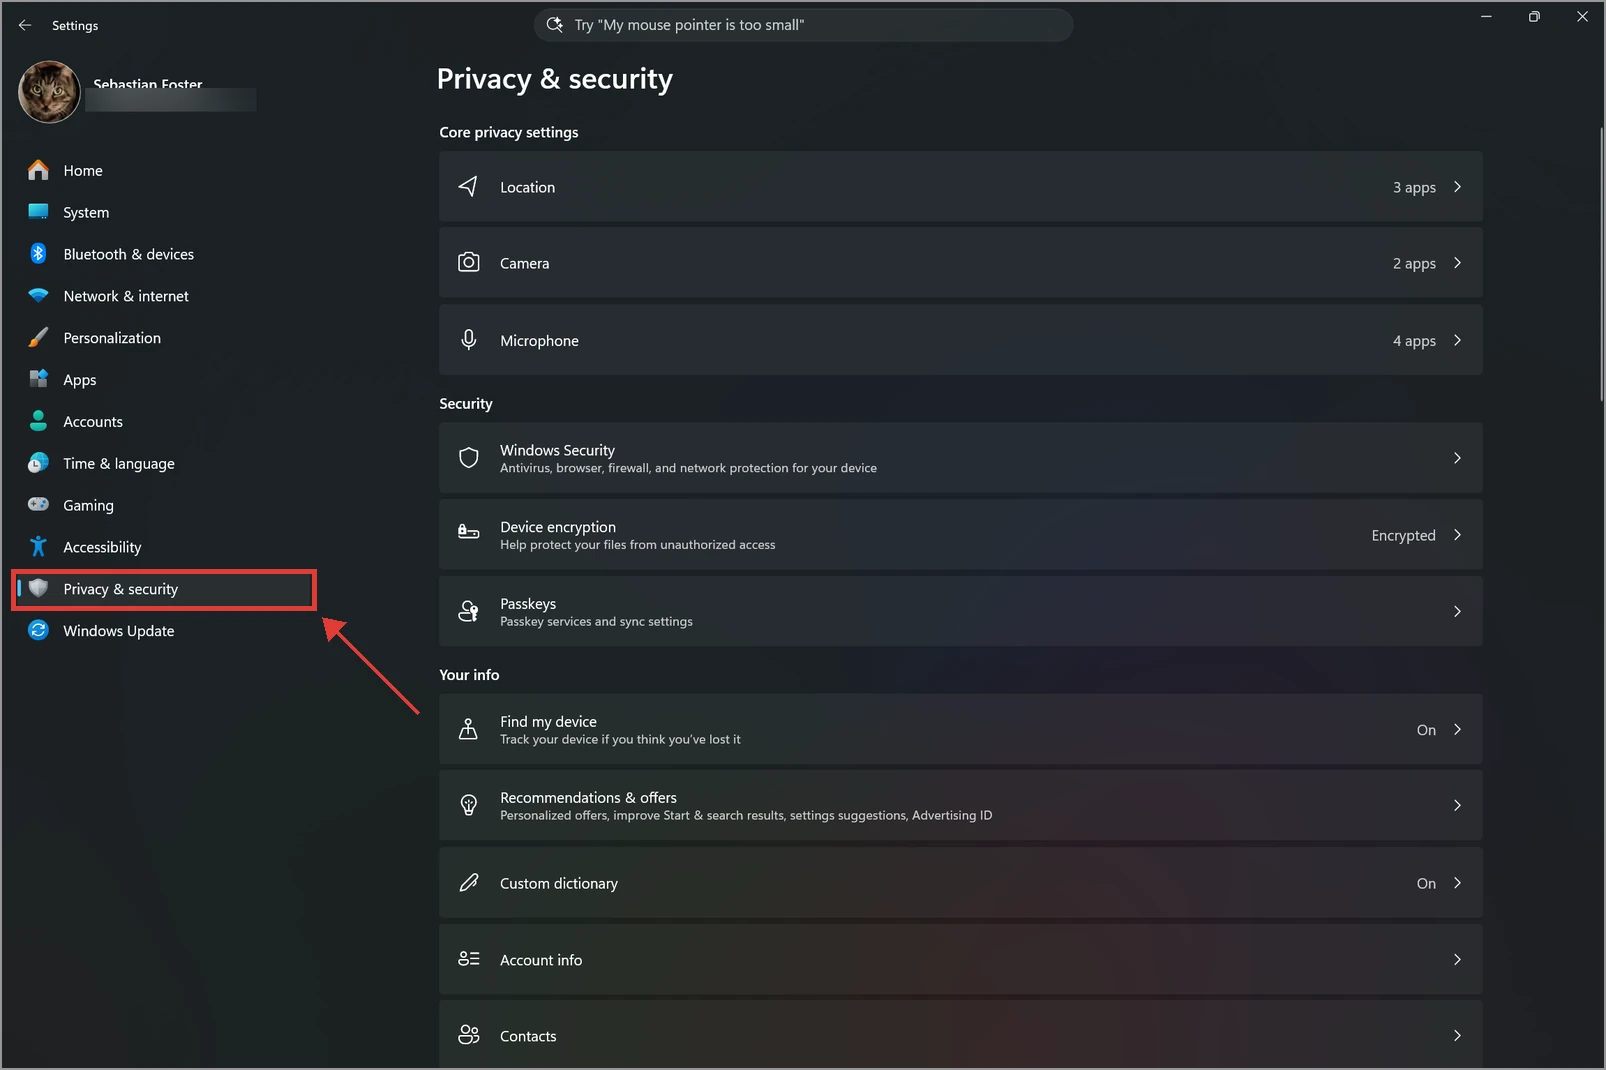 Settings
Try "My mouse pointer is too small"
Sebastian Foster
Home
System
Bluetooth & devices
Network & internet
Personalization
Apps
Accounts
Time & language
Gaming
Accessibility
Privacy & security
Windows Update
Privacy & security
Core privacy settings
Location
3 apps
Camera
2 apps
Microphone
4 apps
Security
Windows Security
Antivirus, browser, firewall, and network protection for your device
Device encryption
Help protect your files from unauthorized access
Encrypted
Passkeys
Passkey services and sync settings
Your info
Find my device
Track your device if you think you've lost it
On
Recommendations & offers
Personalized offers, improve Start & search results, settings suggestions, Advertising ID
Custom dictionary
On
Account info
Contacts